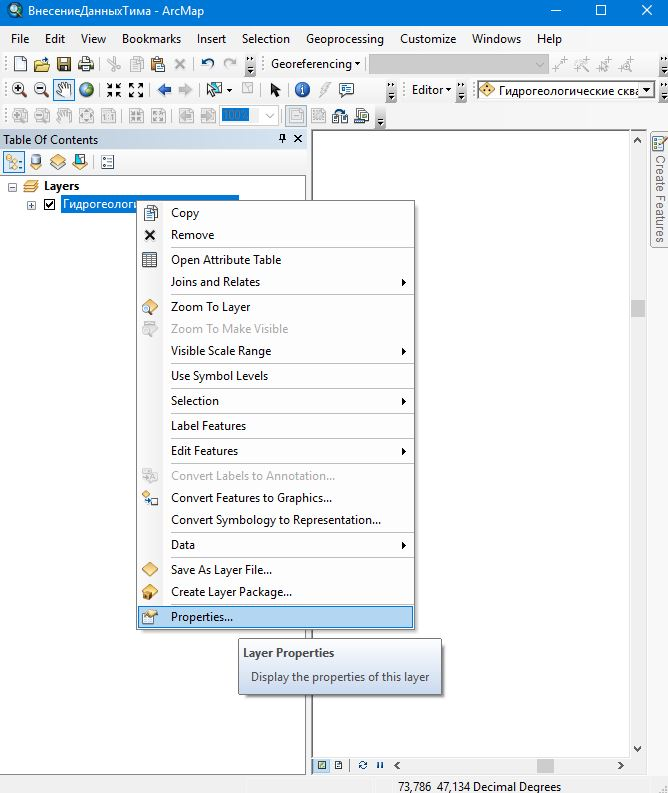 ВнесениеДанныхТима - ArcMap
File Edit View Bookmarks Insert Selection Geoprocessing Customize Windows Help
Georeferencing
Editor Гидрогеологические сква
100%
Table Of Contents
Layers
Гидрогеологи
Copy
Remove
Open Attribute Table
Joins and Relates
Zoom To Layer
Zoom To Make Visible
Visible Scale Range
Use Symbol Levels
Selection
Label Features
Edit Features
Convert Labels to Annotation...
Convert Features to Graphics...
Convert Symbology to Representation...
Data
Save As Layer File...
Create Layer Package...
Properties...
Layer Properties
Display the properties of this layer
Create Features
73,786 47,134 Decimal Degrees